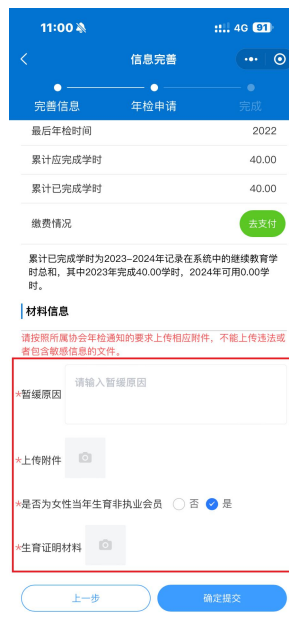 11:00 4G 91
信息完善
完善信息 年检申请 完成
最后年检时间 2022
累计应完成学时 40.00
累计已完成学时 40.00
缴费情况 去支付
累计已完成学时为2023-2024年记录在系统中的继续教育学
时总和，其中2023年完成40.00学时，2024年可用0.00学
时。
材料信息
请按照所属协会年检通知的要求上传相应附件，不能上传违法或
者包含敏感信息的文件。
*暂缓原因 请输入暂缓原因
*上传附件
*是否为女性当年生育非执业会员 否 是
*生育证明材料
上一步 确定提交